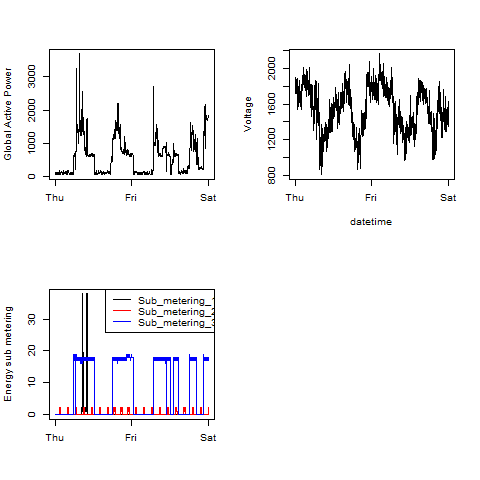 Global Active Power
3000
2000
1000
0
Thu
Fri
Sat
Voltage
2000
1600
1200
800
Thu
Fri
Sat
datetime
Energy sub metering
30
20
10
0
Sub_metering_1
Sub_metering_2
Sub_metering_3
Thu
Fri
Sat